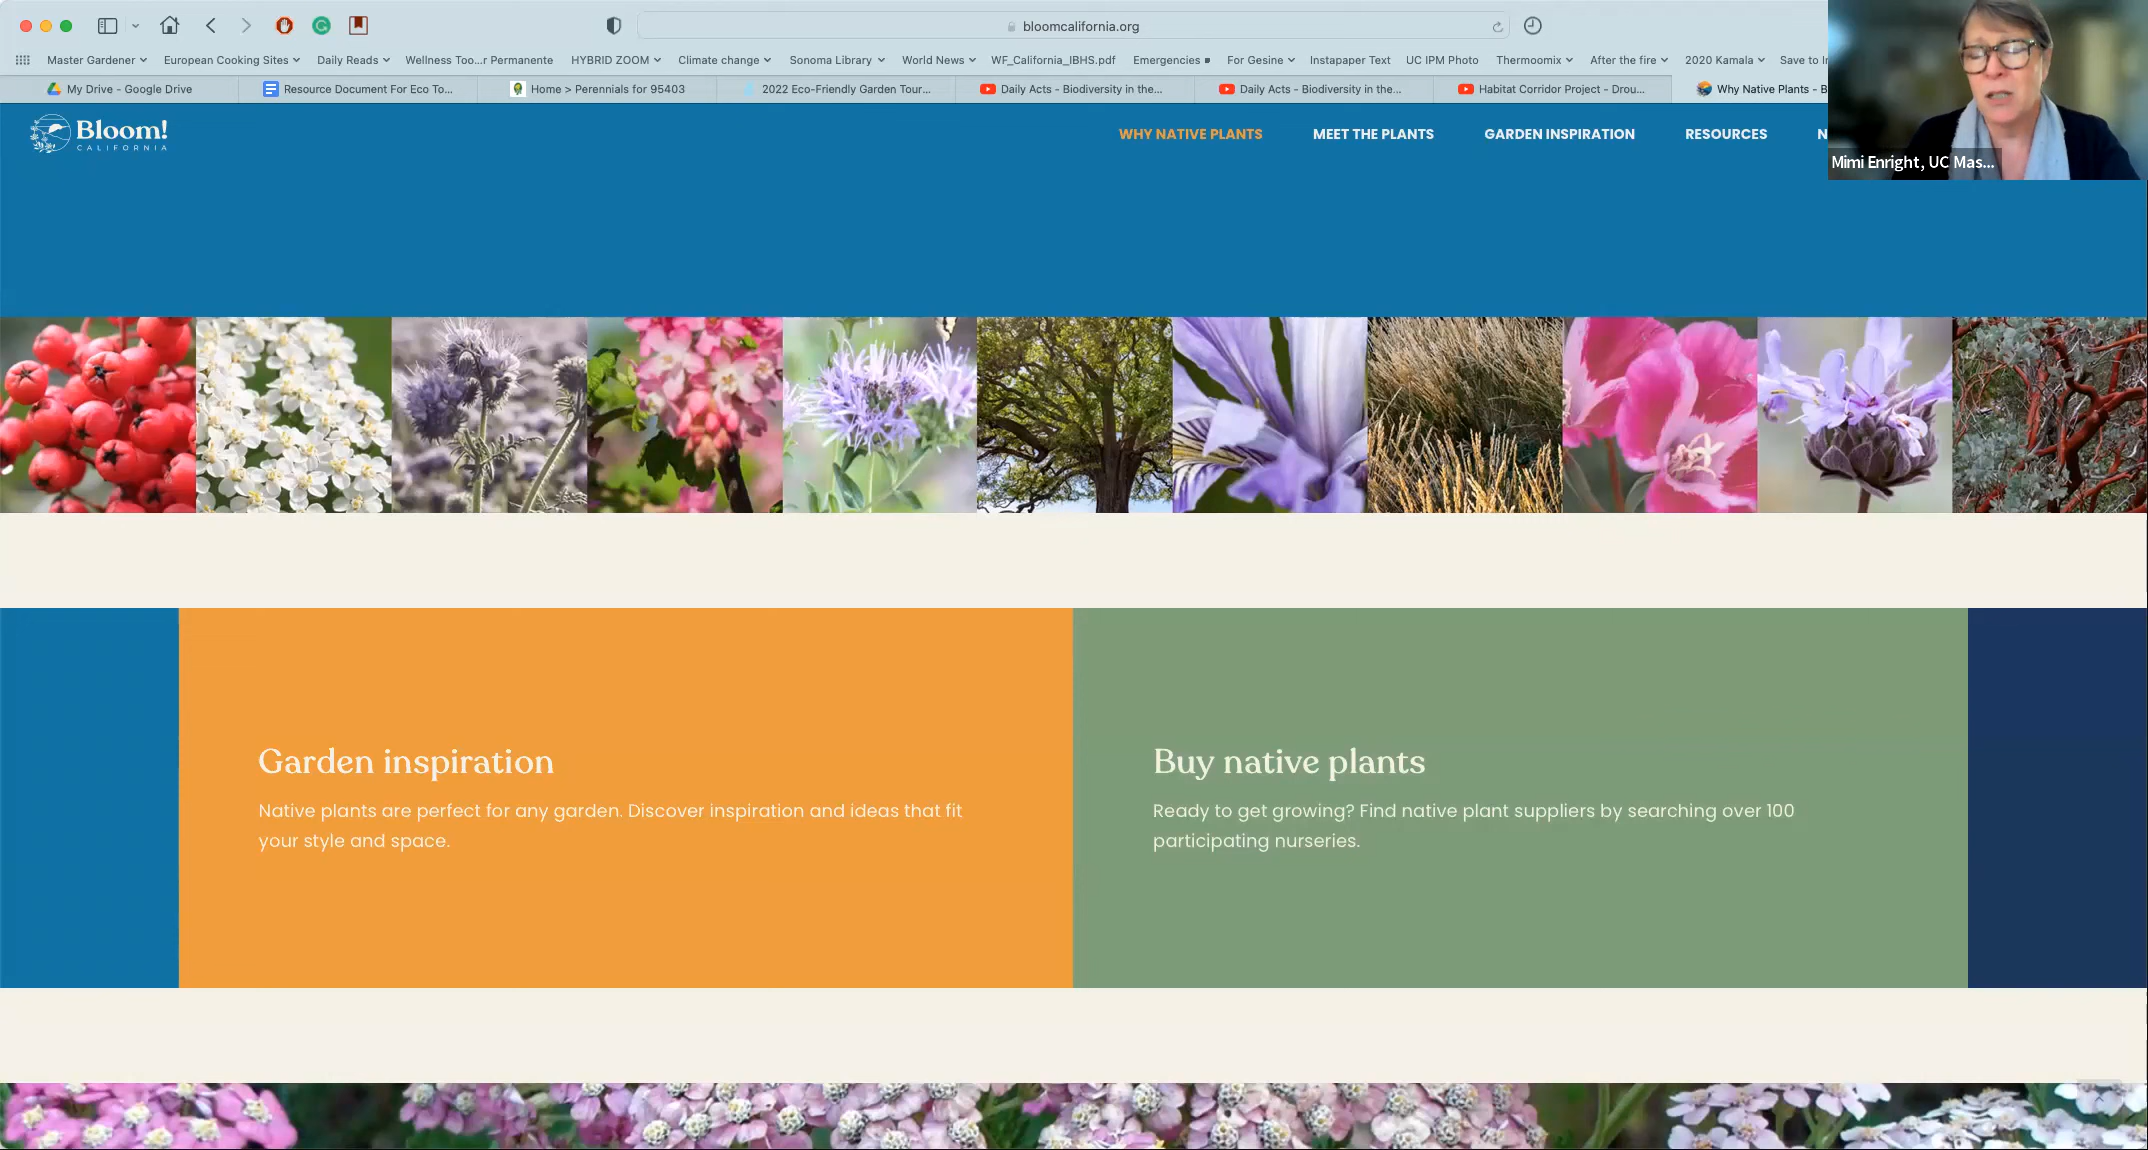 bloomcalifornia.org
Master Gardener European Cooking Sites Daily Reads Wellness Too...r Permanente HYBRID ZOOM Climate change Sonoma Library World News WF_California_IBHS.pdf Emergencies For Gesine Instapaper Text UC IPM Photo Thermoomix After the fire 2020 Kamala Save to In
My Drive – Google Drive Resource Document For Eco To... Home > Perennials for 95403 2022 Eco-Friendly Garden Tour... Daily Acts - Biodiversity in the... Daily Acts - Biodiversity in the... Habitat Corridor Project - Drou... Why Native Plants - B
Bloom!
CALIFORNIA
WHY NATIVE PLANTS MEET THE PLANTS GARDEN INSPIRATION RESOURCES N
Mimi Enright, UC Mas...
Garden inspiration
Native plants are perfect for any garden. Discover inspiration and ideas that fit
your style and space.
Buy native plants
Ready to get growing? Find native plant suppliers by searching over 100
participating nurseries.